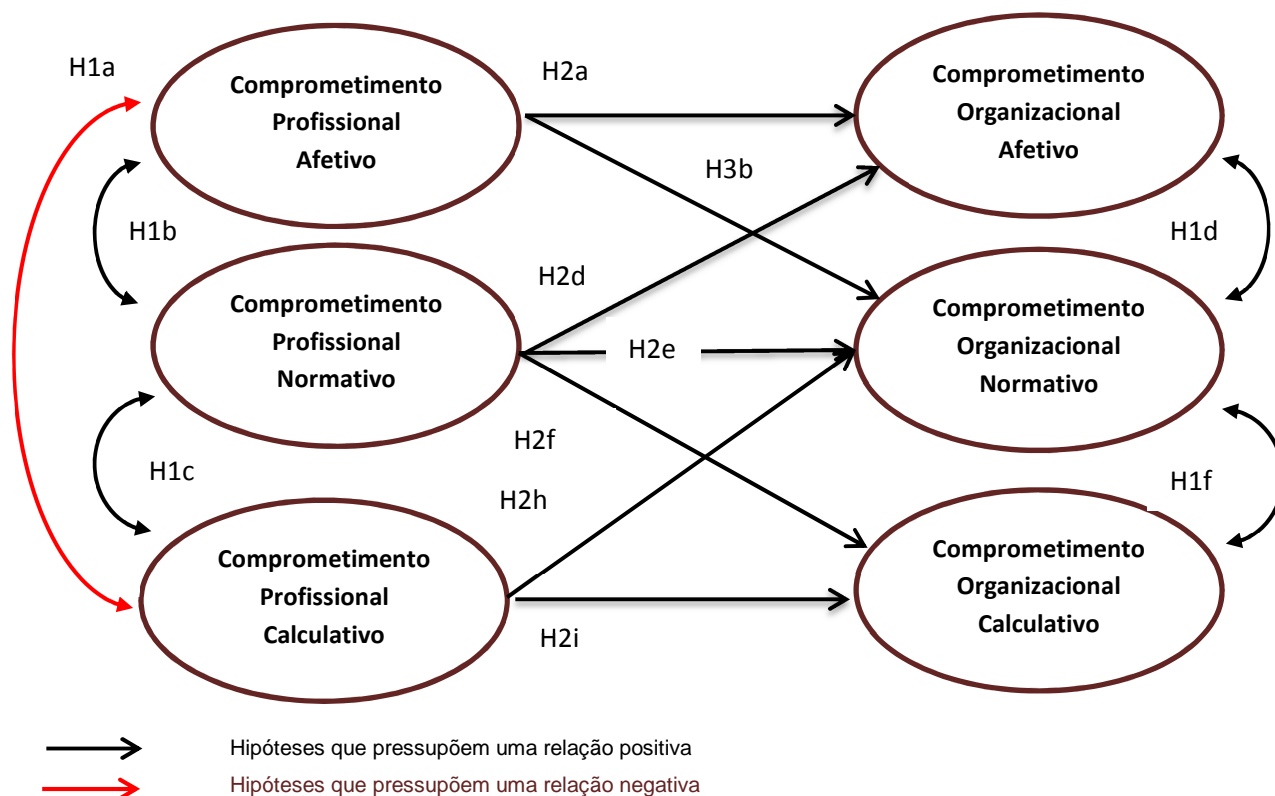 H1a
Comprometimento
Profissional
Afetivo
H2a
Comprometimento
Organizacional
Afetivo
H3b
H1b
H1d
H2d
Comprometimento
Profissional
Normativo
H2e
Comprometimento
Organizacional
Normativo
H2f
H1c
H2h
H1f
Comprometimento
Profissional
Calculativo
Comprometimento
Organizacional
Calculativo
H2i
Hipóteses que pressupõem uma relação positiva
Hipóteses que pressupõem uma relação negativa